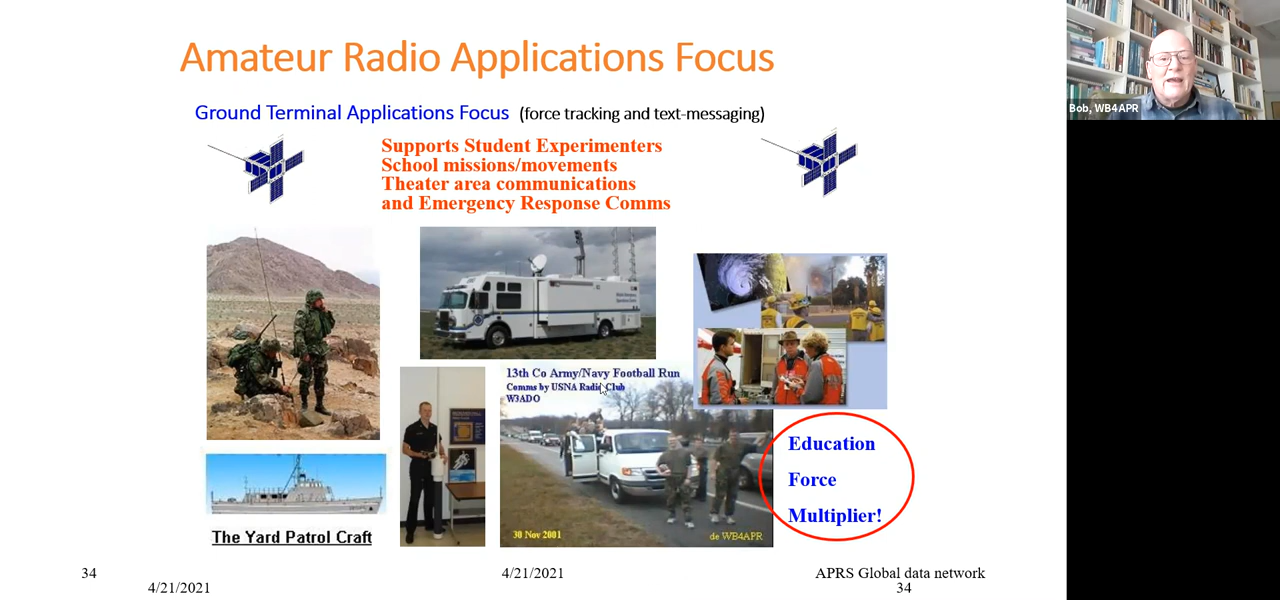 Amateur Radio Applications Focus
Bob, WB4APR
Ground Terminal Applications Focus (force tracking and text-messaging)
Supports Student Experimenters
School missions/movements
Theater area communications
and Emergency Response Comms
13th Co Army/Navy Football Run
Comms by USNA Radio Club
W3ADO
30 Nov 2001
de WB4APR
Education
Force
Multiplier!
The Yard Patrol Craft
34
4/21/2021
APRS Global data network
4/21/2021
34